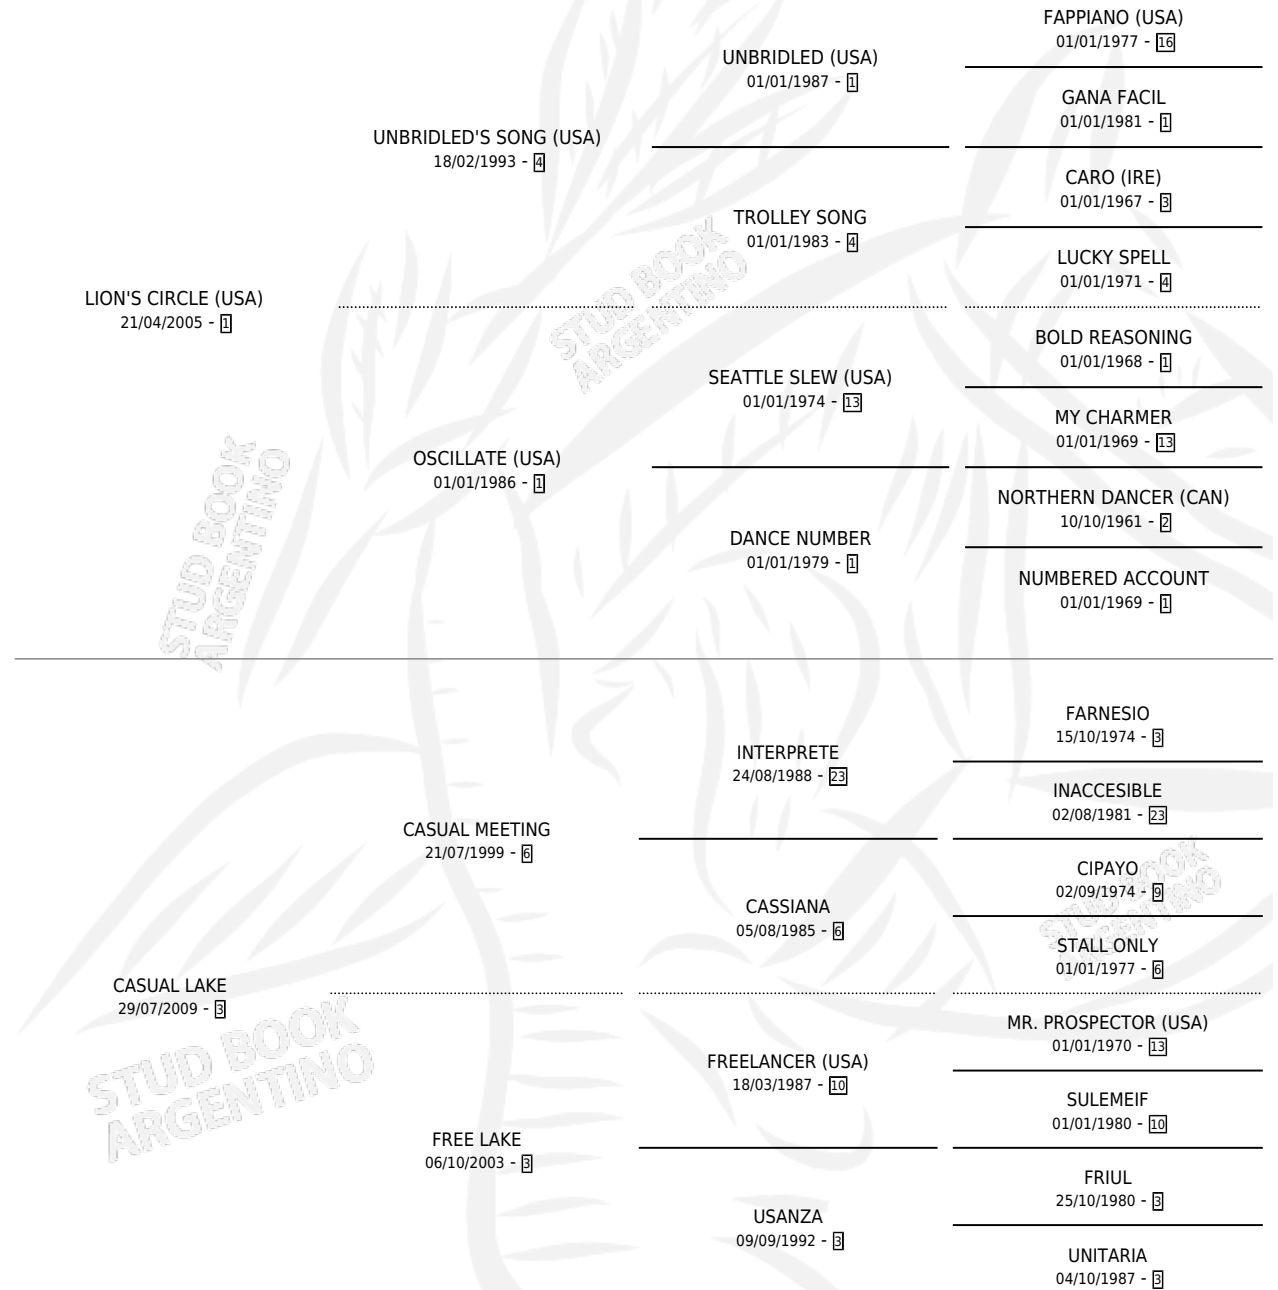 FAPPIANO (USA)
01/01/1977 - 16
UNBRIDLED (USA)
01/01/1987 - 1
GANA FACIL
01/01/1981 - 1
UNBRIDLED'S SONG (USA)
18/02/1993 - 4
CARO (IRE)
01/01/1967 - 3
TROLLEY SONG
01/01/1983 - 4
LUCKY SPELL
01/01/1971 - 4
LION'S CIRCLE (USA)
21/04/2005 - 1
BOLD REASONING
01/01/1968 - 1
SEATTLE SLEW (USA)
01/01/1974 - 13
MY CHARMER
01/01/1969 - 13
OSCILLATE (USA)
01/01/1986 - 1
NORTHERN DANCER (CAN)
10/10/1961 - 2
DANCE NUMBER
01/01/1979 - 1
NUMBERED ACCOUNT
01/01/1969 - 1
STUD BOOK
ARGENTINO
STUD BOOK
ARGENTINO
FARNESIO
15/10/1974 - 3
INTERPRETE
24/08/1988 - 23
INACCESIBLE
02/08/1981 - 23
CASUAL MEETING
21/07/1999 - 6
CIPAYO
02/09/1974 - 9
CASSIANA
05/08/1985 - 6
STALL ONLY
01/01/1977 - 6
CASUAL LAKE
29/07/2009 - 3
MR. PROSPECTOR (USA)
01/01/1970 - 13
FREELANCER (USA)
18/03/1987 - 10
SULEMEIF
01/01/1980 - 10
FREE LAKE
06/10/2003 - 3
FRIUL
25/10/1980 - 3
USANZA
09/09/1992 - 3
UNITARIA
04/10/1987 - 3
STUD BOOK
ARGENTINO
STUD BOOK
ARGENTINO